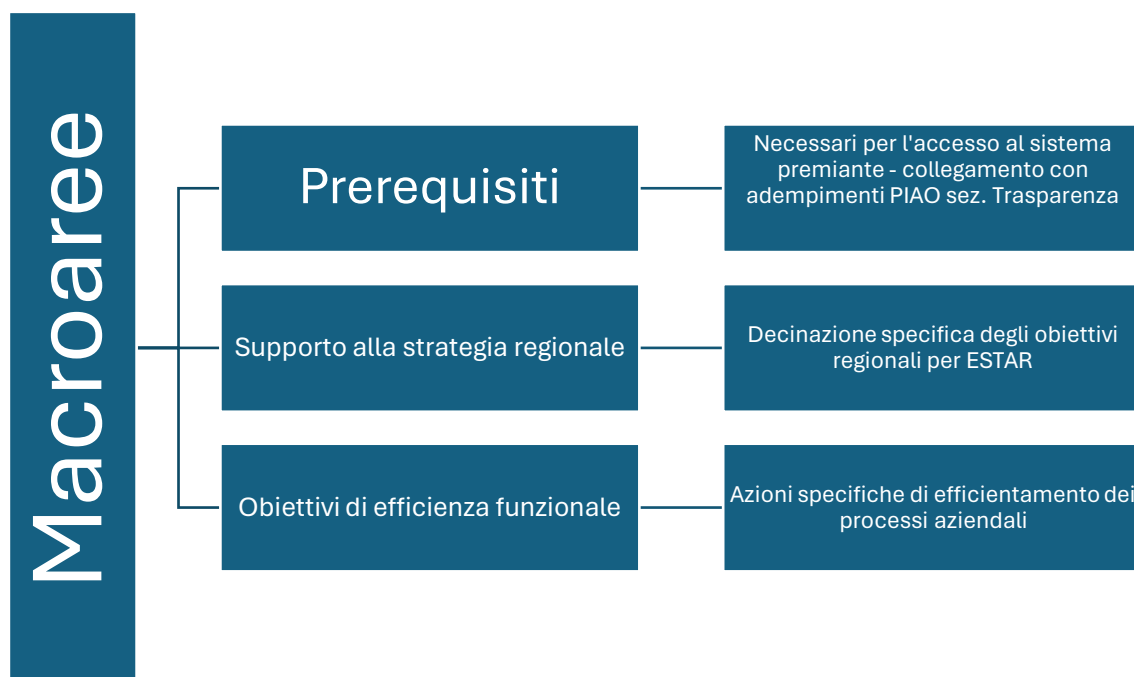 Macroaree
Prerequisiti
Necessari per l'accesso al sistema
premiante - collegamento con
adempimenti PIAO sez. Trasparenza
Supporto alla strategia regionale
Decinazione specifica degli obiettivi
regionali per ESTAR
Obiettivi di efficienza funzionale
Azioni specifiche di efficientamento dei
processi aziendali